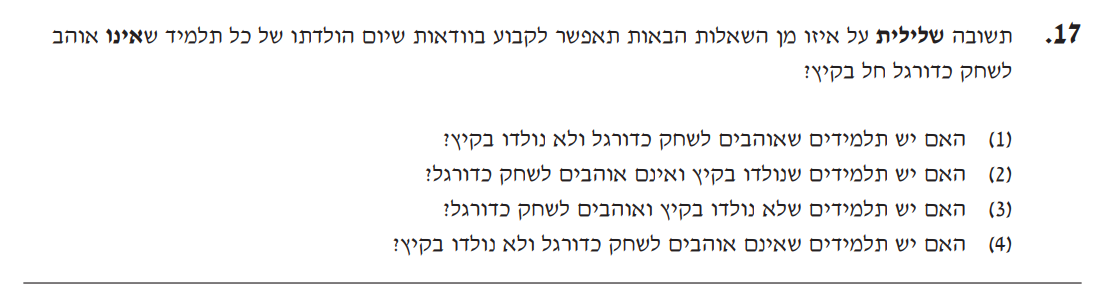 17. תשובה שלילית על איזו מן השאלות הבאות תאפשר לקבוע בוודאות שיום הולדתו של כל תלמיד שאינו אוהב
לשחק כדורגל חל בקיץ?
(1) האם יש תלמידים שאוהבים לשחק כדורגל ולא נולדו בקיץ?
(2) האם יש תלמידים שנולדו בקיץ ואינם אוהבים לשחק כדורגל?
(3) האם יש תלמידים שלא נולדו בקיץ ואוהבים לשחק כדורגל?
(4) האם יש תלמידים שאינם אוהבים לשחק כדורגל ולא נולדו בקיץ?